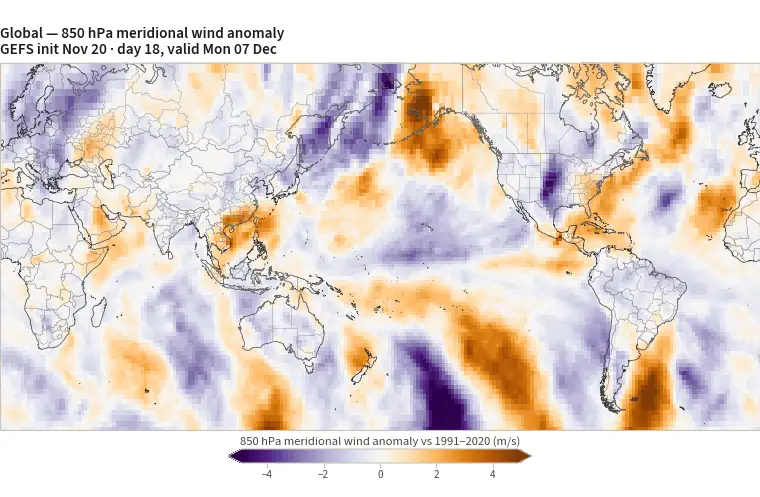 Global — 850 hPa meridional wind anomaly
GEFS init Nov 20 · day 18, valid Mon 07 Dec
850 hPa meridional wind anomaly vs 1991–2020 (m/s)
−4 −2 0 2 4